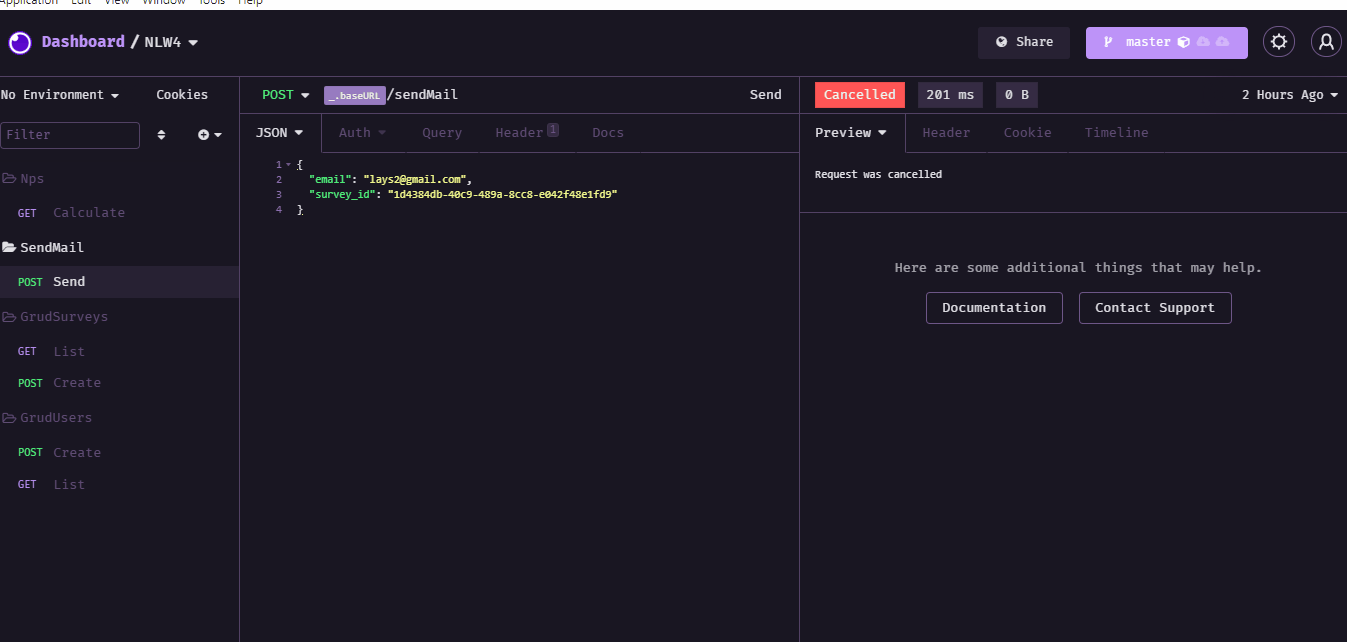 Application Edit View Window Tools Help
Dashboard / NLW4
Share
master
No Environment
Cookies
Filter
Nps
GET Calculate
SendMail
POST Send
GrudSurveys
GET List
POST Create
GrudUsers
POST Create
GET List
POST _.baseURL/sendMail
Send
JSON Auth Query Header 1 Docs
1 {
2 "email": "lays2@gmail.com",
3 "survey_id": "1d4384db-40c9-489a-8cc8-e042f48e1fd9"
4 }
Cancelled 201 ms 0 B
2 Hours Ago
Preview Header Cookie Timeline
Request was cancelled
Here are some additional things that may help.
Documentation Contact Support